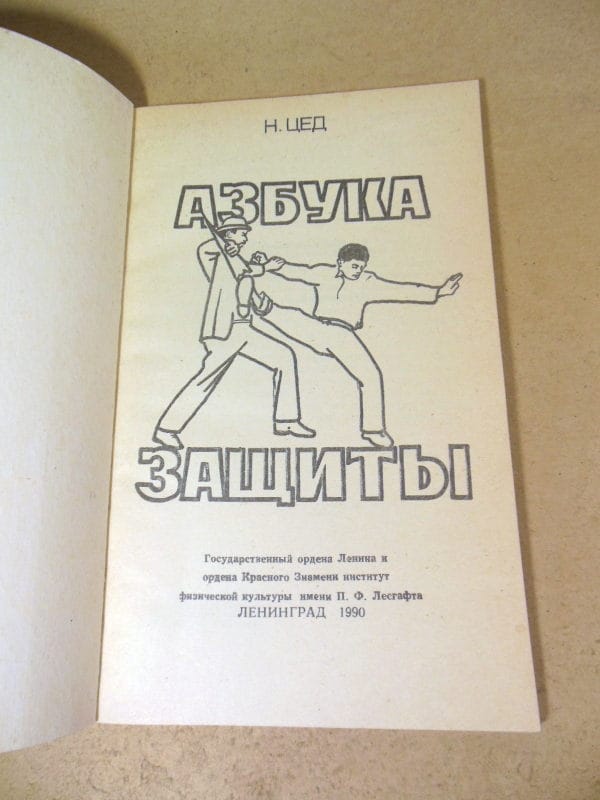 Н. ЦЕД
АЗБУКА
ЗАЩИТЫ
Государственный ордена Ленина и
ордена Красного Знамени институт
физической культуры имени П. Ф. Лесгафта
ЛЕНИНГРАД 1990